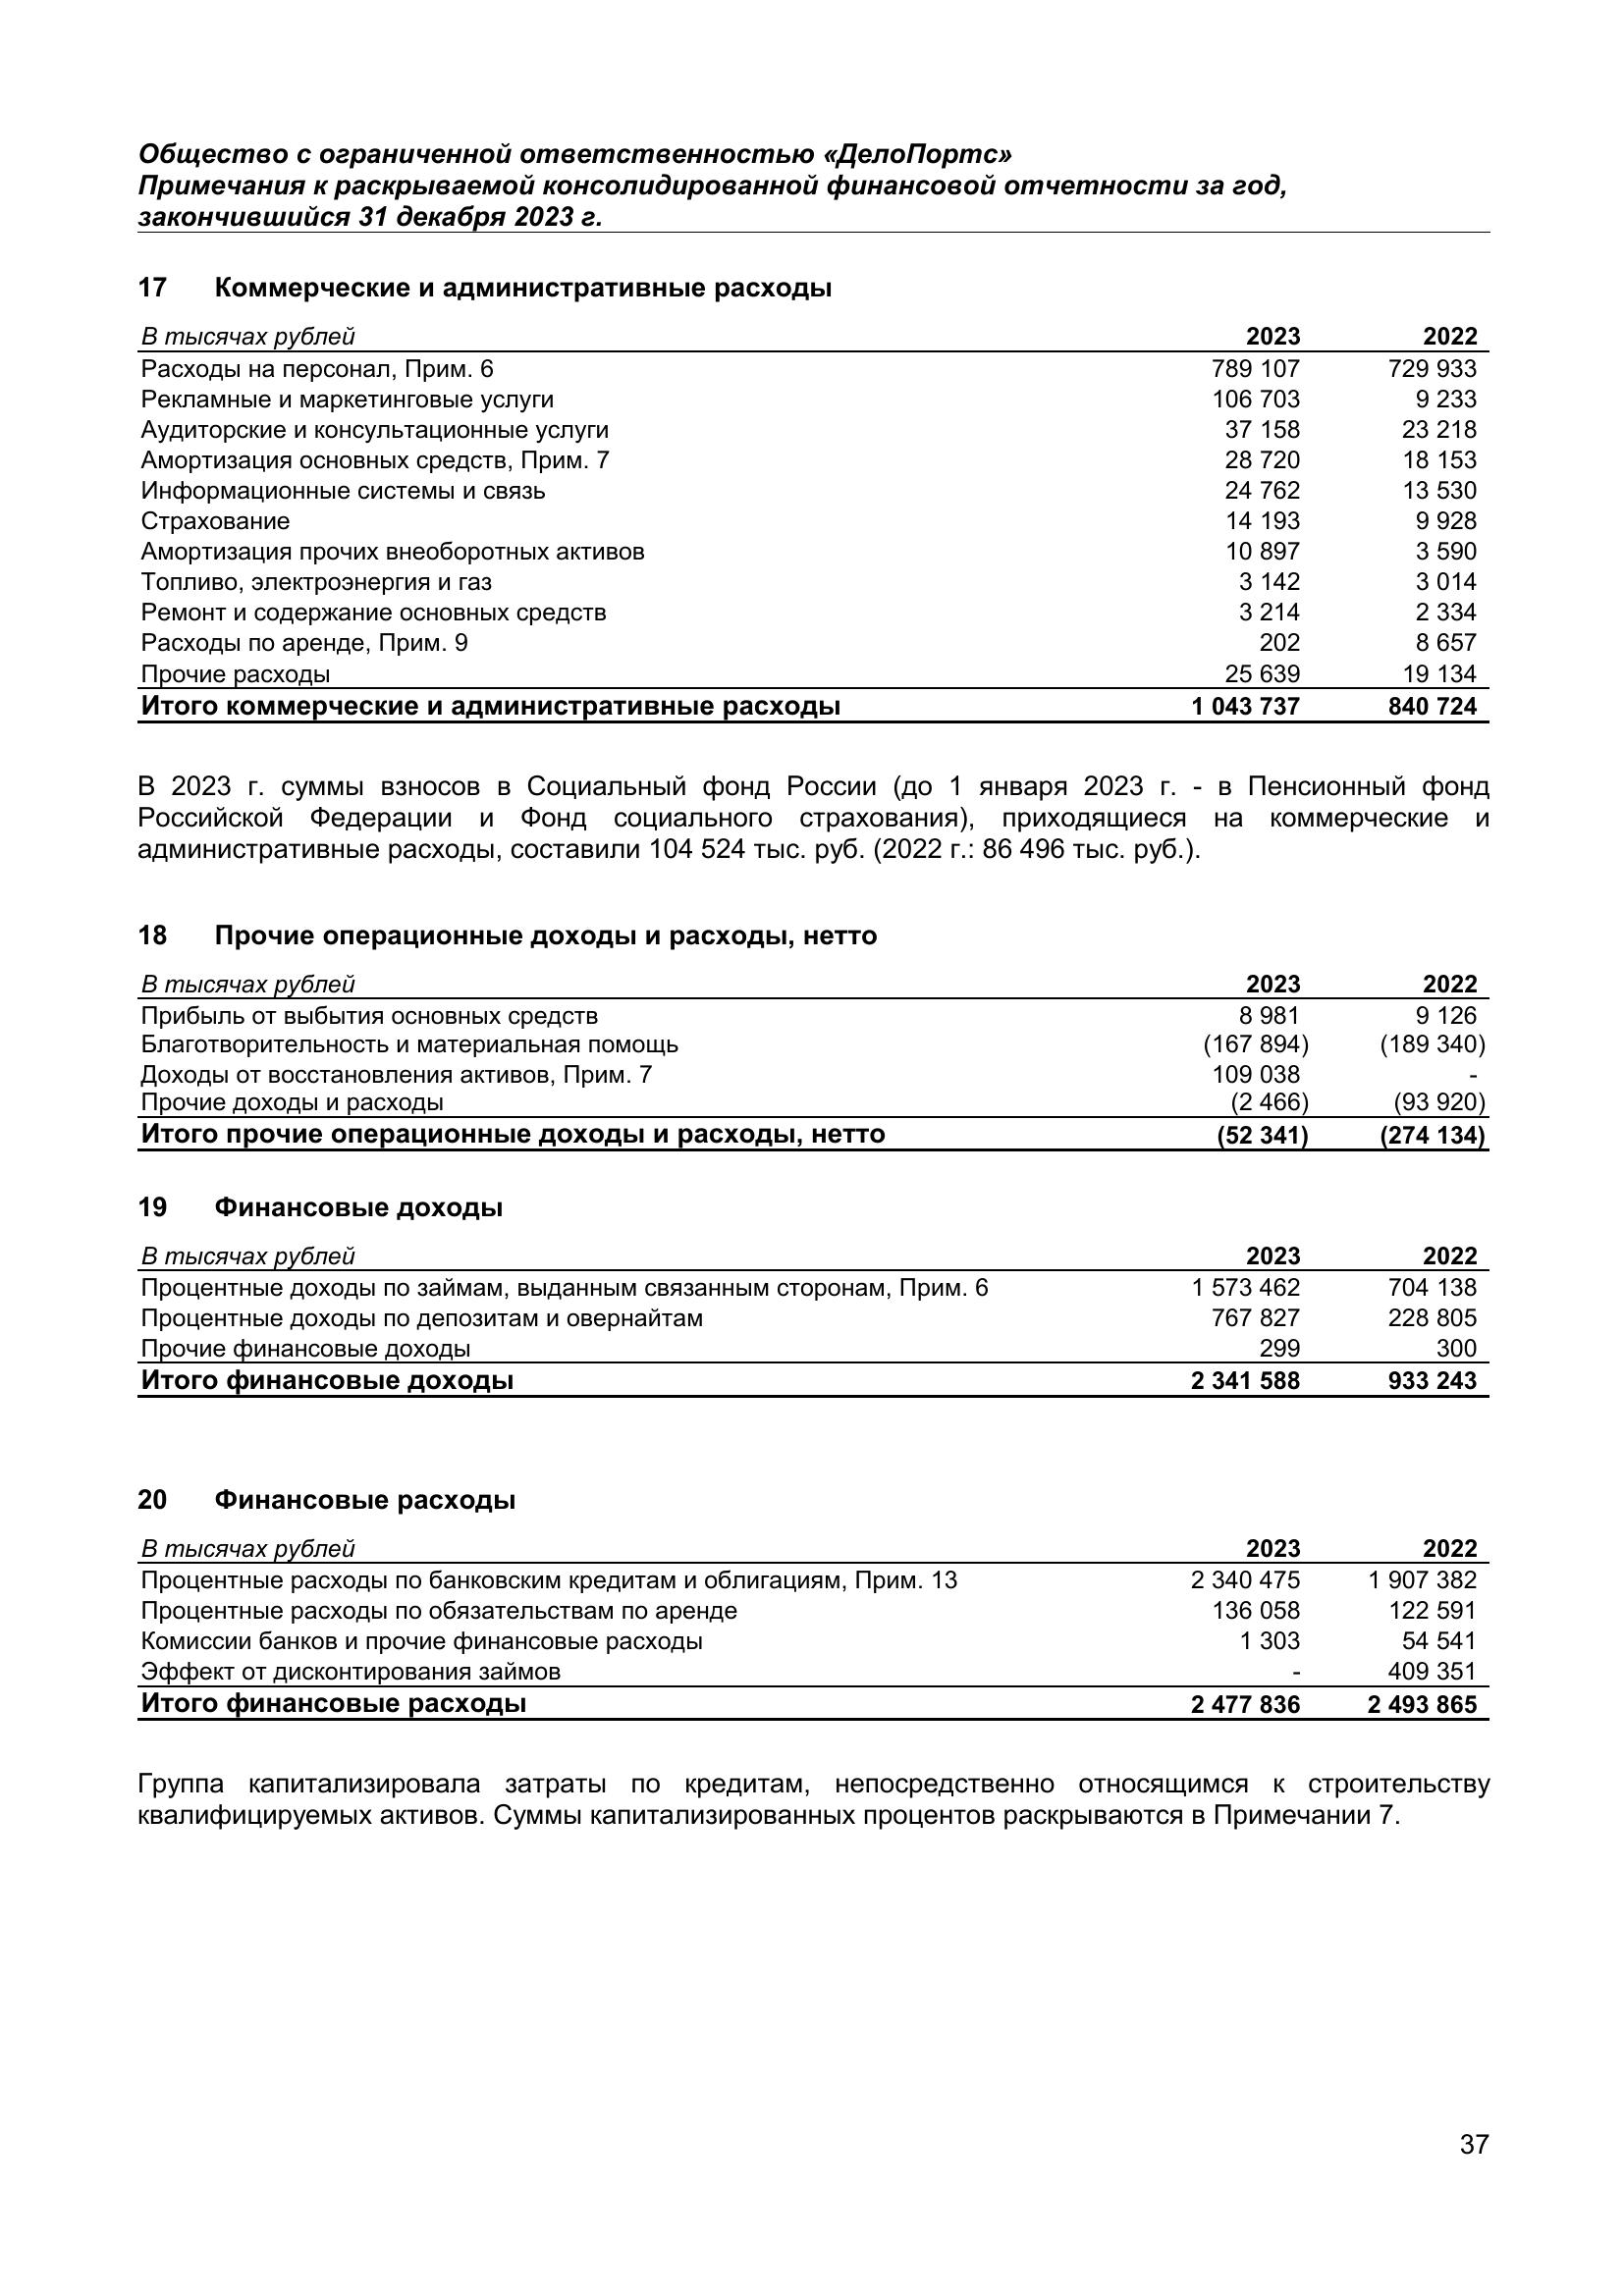 Общество с ограниченной ответственностью «ДелоПортс»
Примечания к раскрываемой консолидированной финансовой отчетности за год,
закончившийся 31 декабря 2023 г.
17 Коммерческие и административные расходы
В тысячах рублей 2023 2022
Расходы на персонал, Прим. 6 789 107 729 933
Рекламные и маркетинговые услуги 106 703 9 233
Аудиторские и консультационные услуги 37 158 23 218
Амортизация основных средств, Прим. 7 28 720 18 153
Информационные системы и связь 24 762 13 530
Страхование 14 193 9 928
Амортизация прочих внеоборотных активов 10 897 3 590
Топливо, электроэнергия и газ 3 142 3 014
Ремонт и содержание основных средств 3 214 2 334
Расходы по аренде, Прим. 9 202 8 657
Прочие расходы 25 639 19 134
Итого коммерческие и административные расходы 1 043 737 840 724
В 2023 г. суммы взносов в Социальный фонд России (до 1 января 2023 г. - в Пенсионный фонд
Российской Федерации и Фонд социального страхования), приходящиеся на коммерческие и
административные расходы, составили 104 524 тыс. руб. (2022 г.: 86 496 тыс. руб.).
18 Прочие операционные доходы и расходы, нетто
В тысячах рублей 2023 2022
Прибыль от выбытия основных средств 8 981 9 126
Благотворительность и материальная помощь (167 894) (189 340)
Доходы от восстановления активов, Прим. 7 109 038 -
Прочие доходы и расходы (2 466) (93 920)
Итого прочие операционные доходы и расходы, нетто (52 341) (274 134)
19 Финансовые доходы
В тысячах рублей 2023 2022
Процентные доходы по займам, выданным связанным сторонам, Прим. 6 1 573 462 704 138
Процентные доходы по депозитам и овернайтам 767 827 228 805
Прочие финансовые доходы 299 300
Итого финансовые доходы 2 341 588 933 243
20 Финансовые расходы
В тысячах рублей 2023 2022
Процентные расходы по банковским кредитам и облигациям, Прим. 13 2 340 475 1 907 382
Процентные расходы по обязательствам по аренде 136 058 122 591
Комиссии банков и прочие финансовые расходы 1 303 54 541
Эффект от дисконтирования займов - 409 351
Итого финансовые расходы 2 477 836 2 493 865
Группа капитализировала затраты по кредитам, непосредственно относящимся к строительству
квалифицируемых активов. Суммы капитализированных процентов раскрываются в Примечании 7.
37